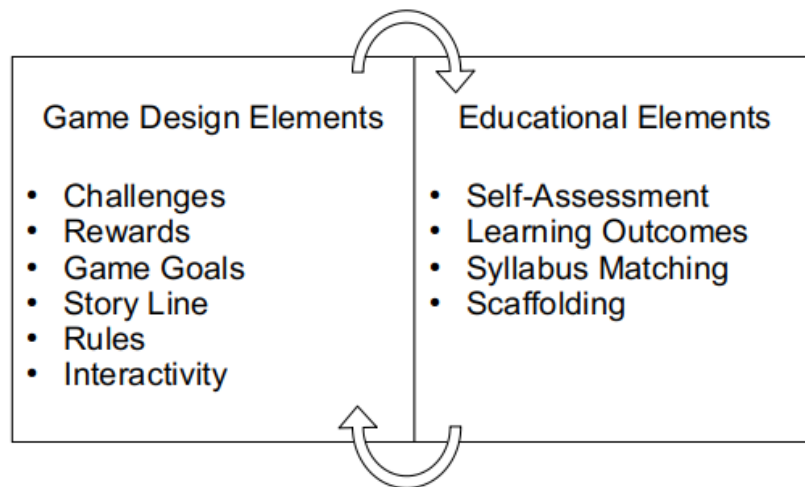 Game Design Elements
• Challenges
• Rewards
• Game Goals
• Story Line
• Rules
• Interactivity
Educational Elements
• Self-Assessment
• Learning Outcomes
• Syllabus Matching
• Scaffolding